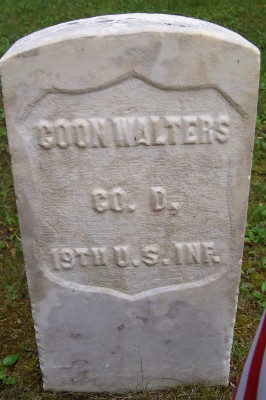 COON WALTERS
CO. D.
19TH U.S. INF.